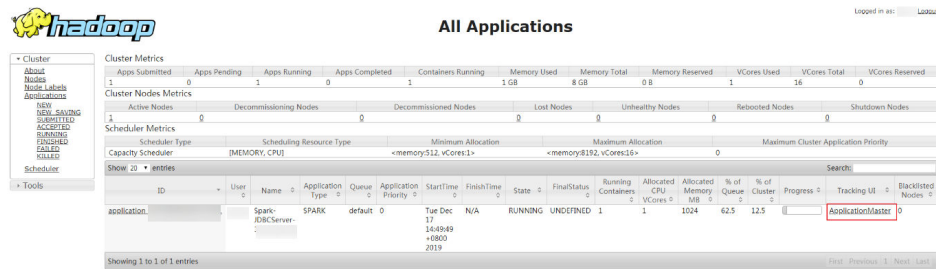 Logged in as:
Logout
hadoop
All Applications
Cluster
About
Nodes
Node Labels
Applications
NEW
NEW_SAVING
SUBMITTED
ACCEPTED
RUNNING
FINISHED
FAILED
KILLED
Scheduler
Tools
Cluster Metrics
Apps Submitted Apps Pending Apps Running Apps Completed Containers Running Memory Used Memory Total Memory Reserved VCores Used VCores Total VCores Reserved
1 0 1 0 1 1 GB 8 GB 0 B 1 16 0
Cluster Nodes Metrics
Active Nodes Decommissioning Nodes Decommissioned Nodes Lost Nodes Unhealthy Nodes Rebooted Nodes Shutdown Nodes
1 0 0 0 0 0 0
Scheduler Metrics
Scheduler Type Scheduling Resource Type Minimum Allocation Maximum Allocation Maximum Cluster Application Priority
Capacity Scheduler [MEMORY, CPU] <memory:512, vCores:1> <memory:8192, vCores:16> 0
Show 20 entries Search:
ID User Name Application Type Queue Application Priority StartTime FinishTime State FinalStatus Running Containers Allocated CPU VCores Allocated Memory MB % of Queue % of Cluster Progress Tracking UI Blacklisted Nodes
application_ Spark-JDBCServer- SPARK default 0 Tue Dec 17 14:49:49 +0800 2019 N/A RUNNING UNDEFINED 1 1 1024 62.5 12.5 ApplicationMaster 0
Showing 1 to 1 of 1 entries
First Previous 1 Next Last